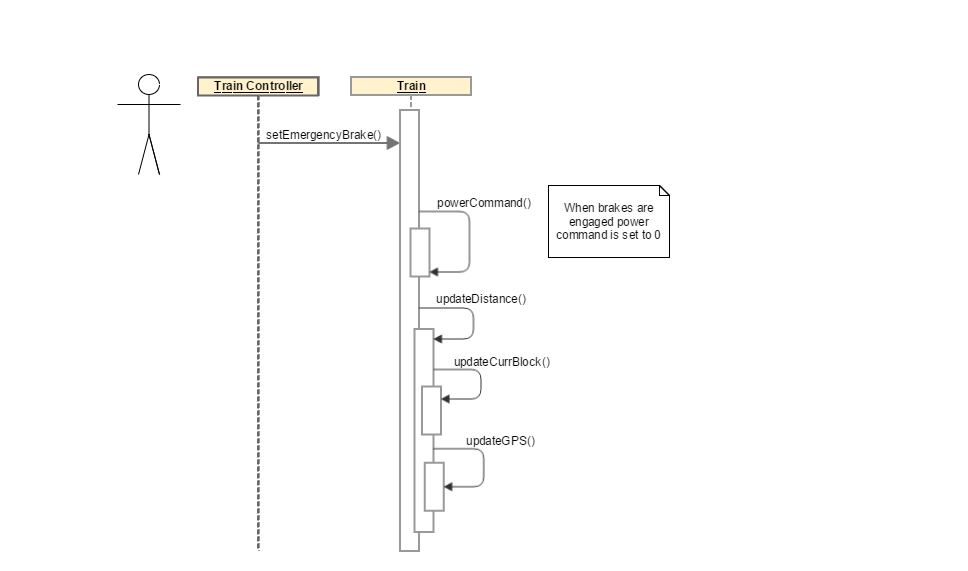 Train Controller
Train
setEmergencyBrake()
powerCommand()
When brakes are
engaged power
command is set to 0
updateDistance()
updateCurrBlock()
updateGPS()